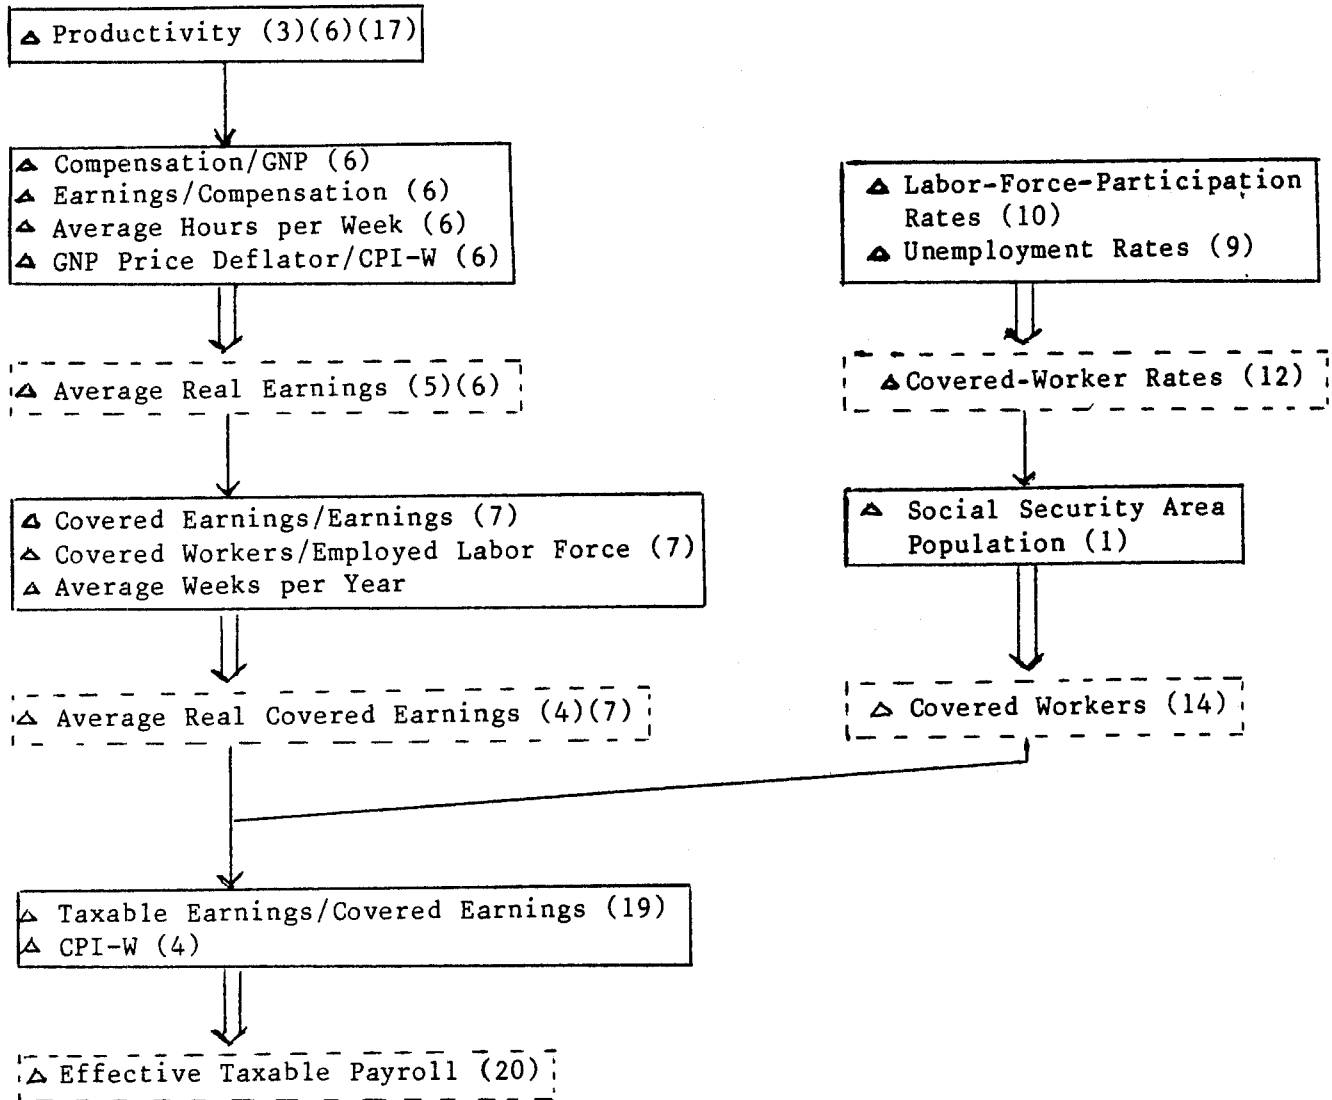 △ Productivity (3)(6)(17)
△ Compensation/GNP (6)
△ Earnings/Compensation (6)
△ Average Hours per Week (6)
△ GNP Price Deflator/CPI-W (6)
△ Average Real Earnings (5)(6)
△ Covered Earnings/Earnings (7)
△ Covered Workers/Employed Labor Force (7)
△ Average Weeks per Year
△ Average Real Covered Earnings (4)(7)
△ Labor-Force-Participation
Rates (10)
△ Unemployment Rates (9)
△ Covered-Worker Rates (12)
△ Social Security Area
Population (1)
△ Covered Workers (14)
△ Taxable Earnings/Covered Earnings (19)
△ CPI-W (4)
△ Effective Taxable Payroll (20)